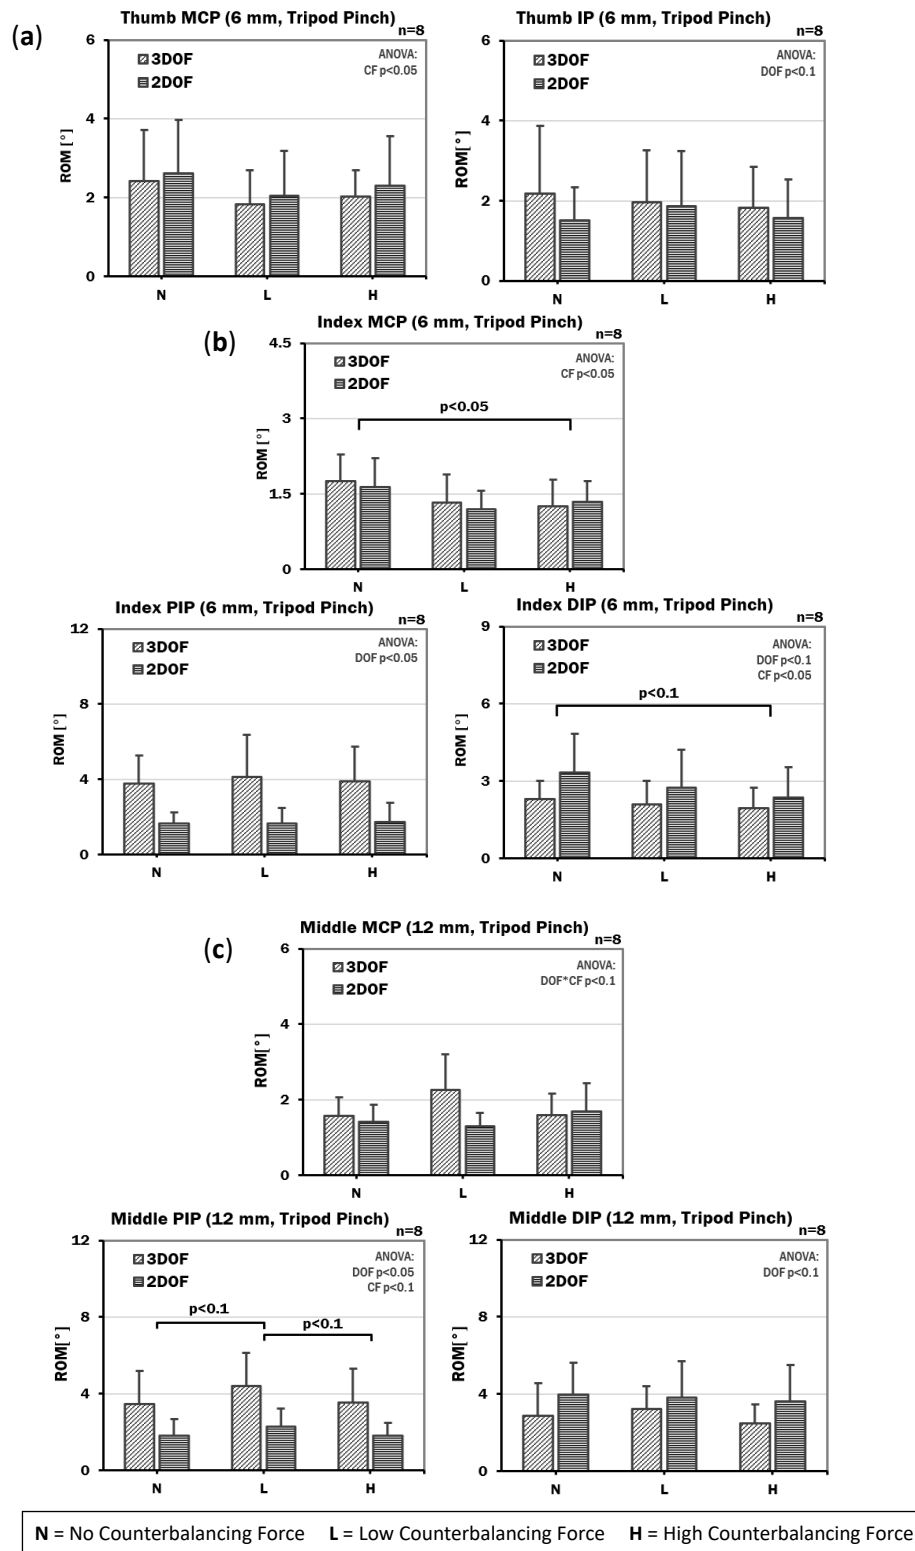 (a)
Thumb MCP (6 mm, Tripod Pinch)
n=8
ROM [°]
6
4
2
0
3DOF
2DOF
ANOVA:
CF p<0.05
N L H
Thumb IP (6 mm, Tripod Pinch)
n=8
ROM[°]
6
4
2
0
3DOF
2DOF
ANOVA:
DOF p<0.1
N L H
(b)
Index MCP (6 mm, Tripod Pinch)
n=8
ROM [°]
4.5
3
1.5
0
3DOF
2DOF
ANOVA:
CF p<0.05
p<0.05
N L H
Index PIP (6 mm, Tripod Pinch)
n=8
ROM [°]
12
8
4
0
3DOF
2DOF
ANOVA:
DOF p<0.05
N L H
Index DIP (6 mm, Tripod Pinch)
n=8
ROM [°]
9
6
3
0
3DOF
2DOF
ANOVA:
DOF p<0.1
CF p<0.05
p<0.1
N L H
(c)
Middle MCP (12 mm, Tripod Pinch)
n=8
ROM[°]
6
4
2
0
3DOF
2DOF
ANOVA:
DOF*CF p<0.1
N L H
Middle PIP (12 mm, Tripod Pinch)
n=8
ROM[°]
12
8
4
0
3DOF
2DOF
ANOVA:
DOF p<0.05
CF p<0.1
p<0.1
p<0.1
N L H
Middle DIP (12 mm, Tripod Pinch)
n=8
ROM[°]
12
8
4
0
3DOF
2DOF
ANOVA:
DOF p<0.1
N L H
N = No Counterbalancing Force L = Low Counterbalancing Force H = High Counterbalancing Force